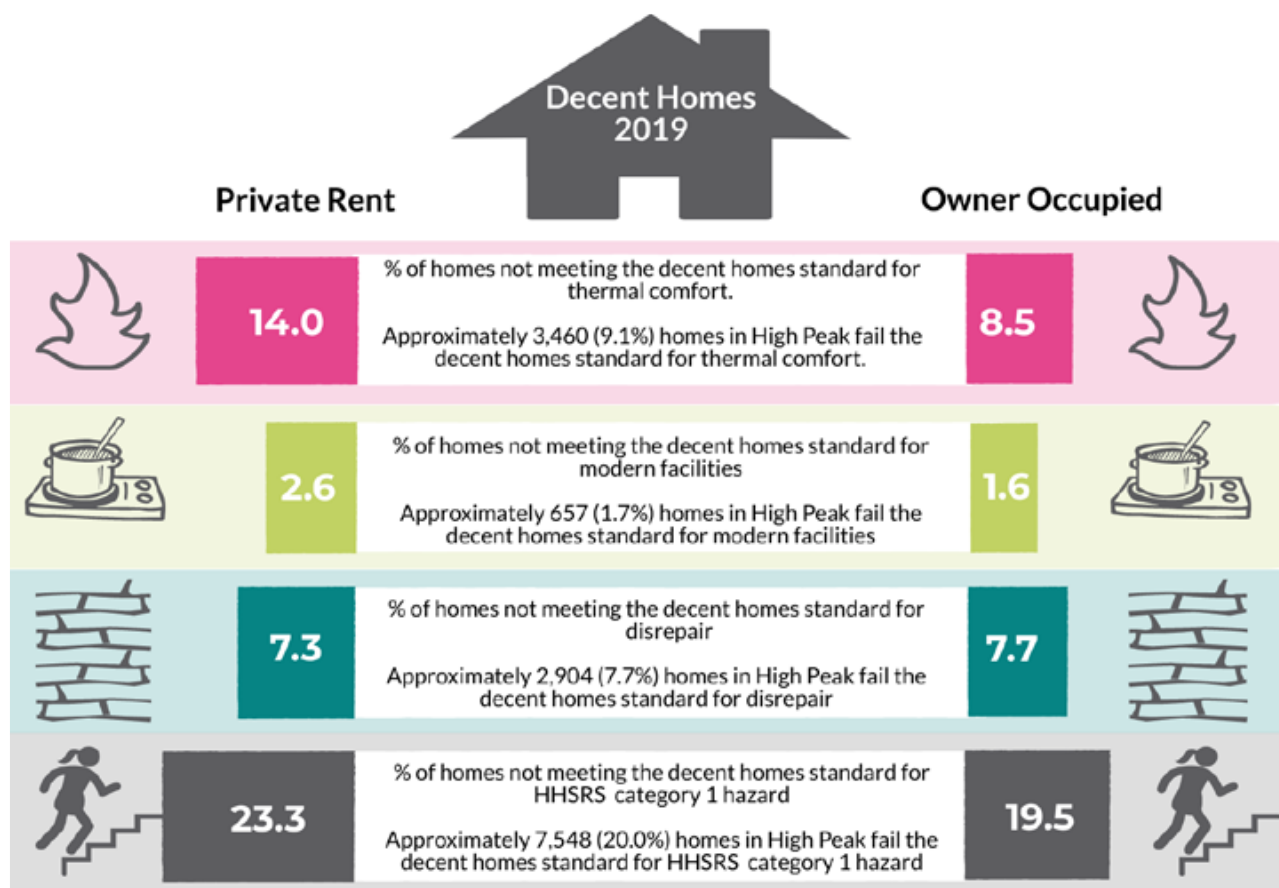 Decent Homes
2019
Private Rent
Owner Occupied
14.0
% of homes not meeting the decent homes standard for
thermal comfort.
Approximately 3,460 (9.1%) homes in High Peak fail the
decent homes standard for thermal comfort.
8.5
2.6
% of homes not meeting the decent homes standard for
modern facilities
Approximately 657 (1.7%) homes in High Peak fail the
decent homes standard for modern facilities
1.6
7.3
% of homes not meeting the decent homes standard for
disrepair
Approximately 2,904 (7.7%) homes in High Peak fail the
decent homes standard for disrepair
7.7
23.3
% of homes not meeting the decent homes standard for
HHSRS category 1 hazard
Approximately 7,548 (20.0%) homes in High Peak fail the
decent homes standard for HHSRS category 1 hazard
19.5